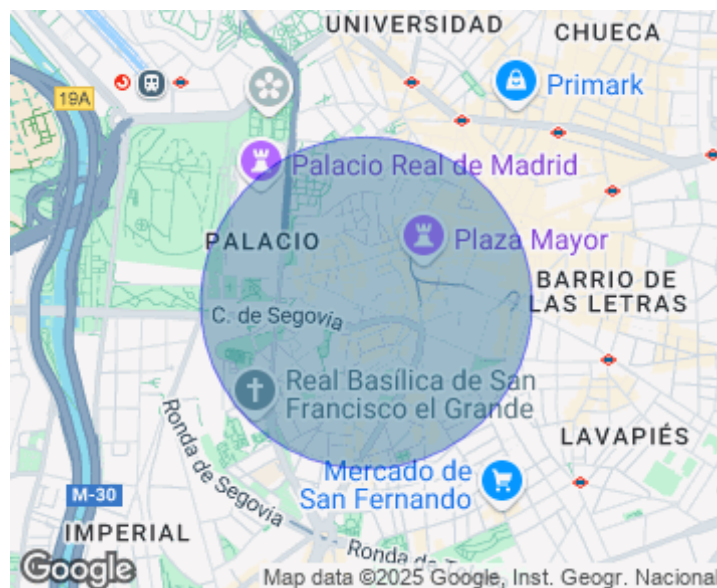 UNIVERSIDAD
CHUECA
19A
Primark
Palacio Real de Madrid
PALACIO
Plaza Mayor
BARRIO DE
LAS LETRAS
C. de Segovia
Real Basílica de San
Francisco el Grande
Ronda de Segovia
LAVAPIÉS
Mercado de
San Fernando
M-30
IMPERIAL
Ronda de
Google
Map data ©2025 Google, Inst. Geogr. Nacional